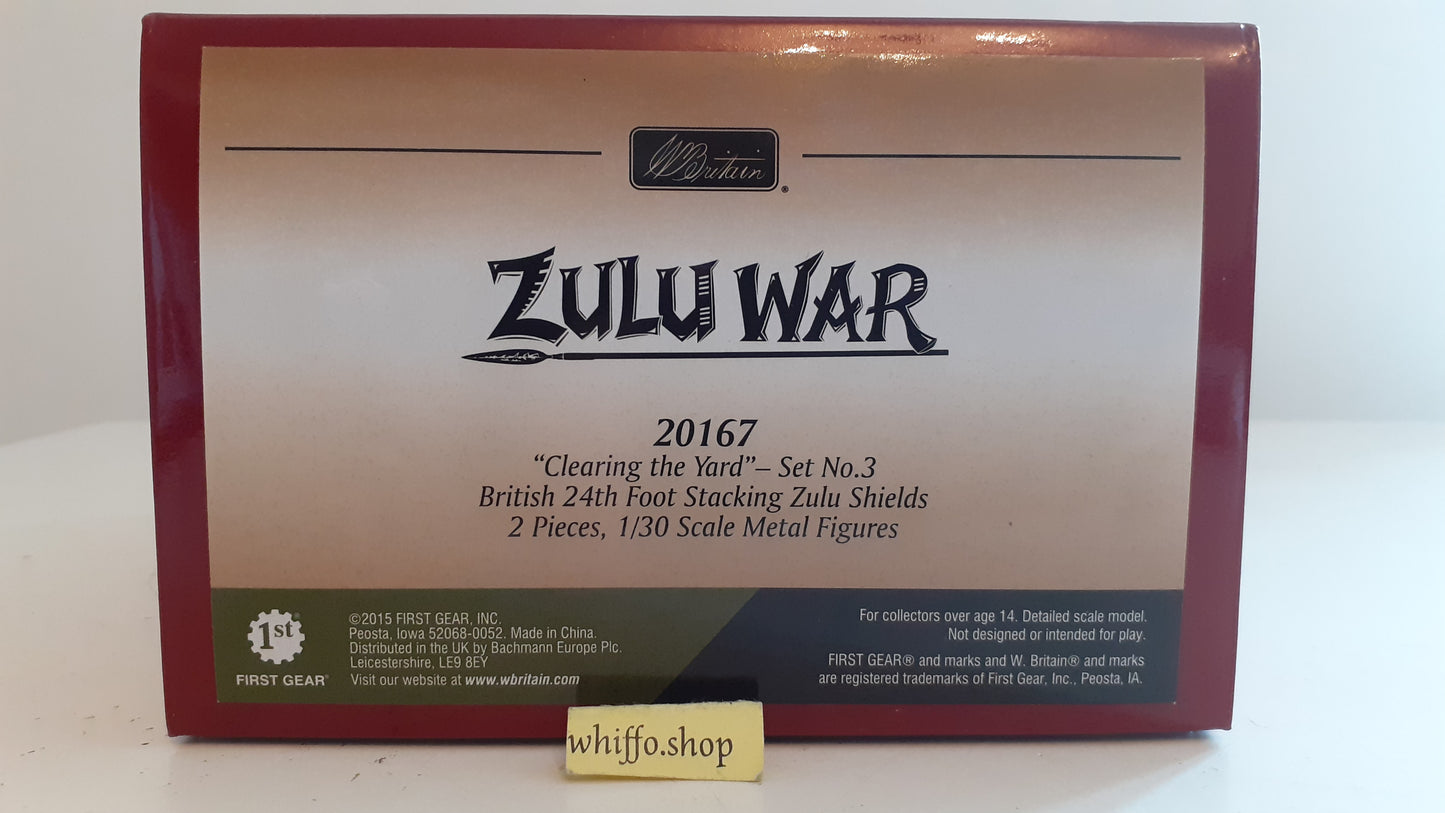 WBritain®
ZULU WAR
20167
“Clearing the Yard”– Set No.3
British 24th Foot Stacking Zulu Shields
2 Pieces, 1/30 Scale Metal Figures
1st
FIRST GEAR®
©2015 FIRST GEAR, INC.
Peosta, Iowa 52068-0052. Made in China.
Distributed in the UK by Bachmann Europe Plc.
Leicestershire, LE9 8EY
Visit our website at www.wbritain.com
For collectors over age 14. Detailed scale model.
Not designed or intended for play.
FIRST GEAR® and marks and W. Britain® and marks
are registered trademarks of First Gear, Inc., Peosta, IA.
whiffo.shop